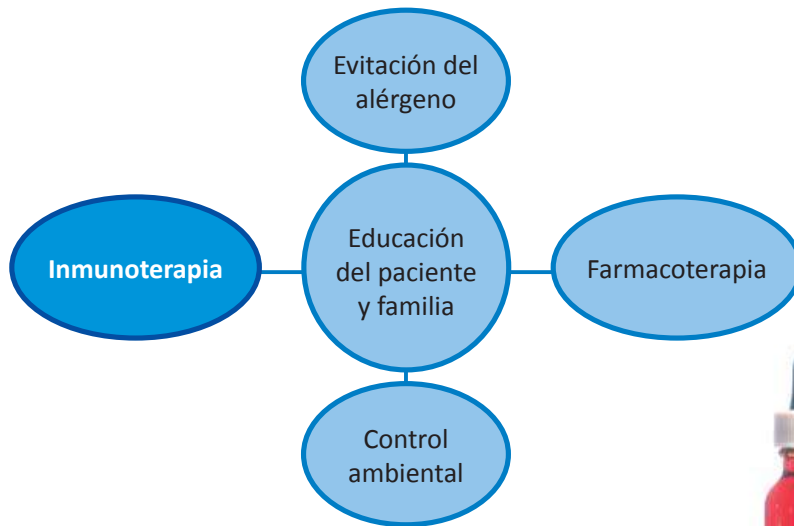 Evitación del
alérgeno
Inmunoterapia
Educación
del paciente
y familia
Farmacoterapia
Control
ambiental